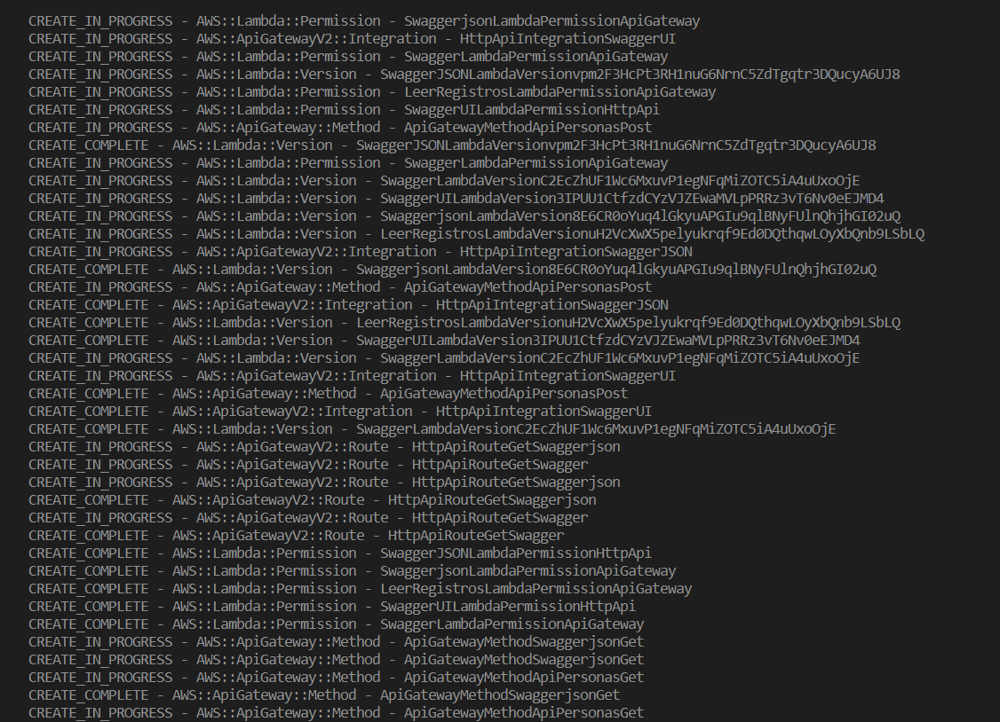 CREATE_IN_PROGRESS - AWS::Lambda::Permission - SwaggerjsonLambdaPermissionApiGateway
CREATE_IN_PROGRESS - AWS::ApiGatewayV2::Integration - HttpApiIntegrationSwaggerUI
CREATE_IN_PROGRESS - AWS::Lambda::Permission - SwaggerLambdaPermissionApiGateway
CREATE_IN_PROGRESS - AWS::Lambda::Version - SwaggerJSONLambdaVersionvpm2F3HcPt3RH1nuG6NrnC5ZdTgqtr3DQucyA6UJ8
CREATE_IN_PROGRESS - AWS::Lambda::Permission - LeerRegistrosLambdaPermissionApiGateway
CREATE_IN_PROGRESS - AWS::Lambda::Permission - SwaggerUILambdaPermissionHttpApi
CREATE_IN_PROGRESS - AWS::ApiGateway::Method - ApiGatewayMethodApiPersonasPost
CREATE_COMPLETE - AWS::Lambda::Version - SwaggerJSONLambdaVersionvpm2F3HcPt3RH1nuG6NrnC5ZdTgqtr3DQucyA6UJ8
CREATE_IN_PROGRESS - AWS::Lambda::Permission - SwaggerLambdaPermissionApiGateway
CREATE_IN_PROGRESS - AWS::Lambda::Version - SwaggerLambdaVersionC2EcZhUF1Wc6MxuvP1egNFqMiZOTC5iA4uUxoOjE
CREATE_IN_PROGRESS - AWS::Lambda::Version - SwaggerUILambdaVersion3IPUU1CtfzdCYzVJZEwaMVLpPRRz3vT6Nv0eEJMD4
CREATE_IN_PROGRESS - AWS::Lambda::Version - SwaggerjsonLambdaVersion8E6CR0oYuq4lGkyuAPGIu9qlBNyFUlnQhjhGI02uQ
CREATE_IN_PROGRESS - AWS::Lambda::Version - LeerRegistrosLambdaVersionuH2VcXwX5pelyukrqf9Ed0DQthqwLOyXbQnb9LSbLQ
CREATE_IN_PROGRESS - AWS::ApiGatewayV2::Integration - HttpApiIntegrationSwaggerJSON
CREATE_COMPLETE - AWS::Lambda::Version - SwaggerjsonLambdaVersion8E6CR0oYuq4lGkyuAPGIu9qlBNyFUlnQhjhGI02uQ
CREATE_IN_PROGRESS - AWS::ApiGateway::Method - ApiGatewayMethodApiPersonasPost
CREATE_COMPLETE - AWS::ApiGatewayV2::Integration - HttpApiIntegrationSwaggerJSON
CREATE_COMPLETE - AWS::Lambda::Version - LeerRegistrosLambdaVersionuH2VcXwX5pelyukrqf9Ed0DQthqwLOyXbQnb9LSbLQ
CREATE_COMPLETE - AWS::Lambda::Version - SwaggerUILambdaVersion3IPUU1CtfzdCYzVJZEwaMVLpPRRz3vT6Nv0eEJMD4
CREATE_IN_PROGRESS - AWS::Lambda::Version - SwaggerLambdaVersionC2EcZhUF1Wc6MxuvP1egNFqMiZOTC5iA4uUxoOjE
CREATE_IN_PROGRESS - AWS::ApiGatewayV2::Integration - HttpApiIntegrationSwaggerUI
CREATE_COMPLETE - AWS::ApiGateway::Method - ApiGatewayMethodApiPersonasPost
CREATE_COMPLETE - AWS::ApiGatewayV2::Integration - HttpApiIntegrationSwaggerUI
CREATE_COMPLETE - AWS::Lambda::Version - SwaggerLambdaVersionC2EcZhUF1Wc6MxuvP1egNFqMiZOTC5iA4uUxoOjE
CREATE_IN_PROGRESS - AWS::ApiGatewayV2::Route - HttpApiRouteGetSwaggerjson
CREATE_IN_PROGRESS - AWS::ApiGatewayV2::Route - HttpApiRouteGetSwagger
CREATE_IN_PROGRESS - AWS::ApiGatewayV2::Route - HttpApiRouteGetSwaggerjson
CREATE_COMPLETE - AWS::ApiGatewayV2::Route - HttpApiRouteGetSwaggerjson
CREATE_IN_PROGRESS - AWS::ApiGatewayV2::Route - HttpApiRouteGetSwagger
CREATE_COMPLETE - AWS::ApiGatewayV2::Route - HttpApiRouteGetSwagger
CREATE_COMPLETE - AWS::Lambda::Permission - SwaggerJSONLambdaPermissionHttpApi
CREATE_COMPLETE - AWS::Lambda::Permission - SwaggerjsonLambdaPermissionApiGateway
CREATE_COMPLETE - AWS::Lambda::Permission - LeerRegistrosLambdaPermissionApiGateway
CREATE_COMPLETE - AWS::Lambda::Permission - SwaggerUILambdaPermissionHttpApi
CREATE_COMPLETE - AWS::Lambda::Permission - SwaggerLambdaPermissionApiGateway
CREATE_IN_PROGRESS - AWS::ApiGateway::Method - ApiGatewayMethodSwaggerjsonGet
CREATE_IN_PROGRESS - AWS::ApiGateway::Method - ApiGatewayMethodSwaggerjsonGet
CREATE_IN_PROGRESS - AWS::ApiGateway::Method - ApiGatewayMethodApiPersonasGet
CREATE_COMPLETE - AWS::ApiGateway::Method - ApiGatewayMethodSwaggerjsonGet
CREATE_IN_PROGRESS - AWS::ApiGateway::Method - ApiGatewayMethodApiPersonasGet